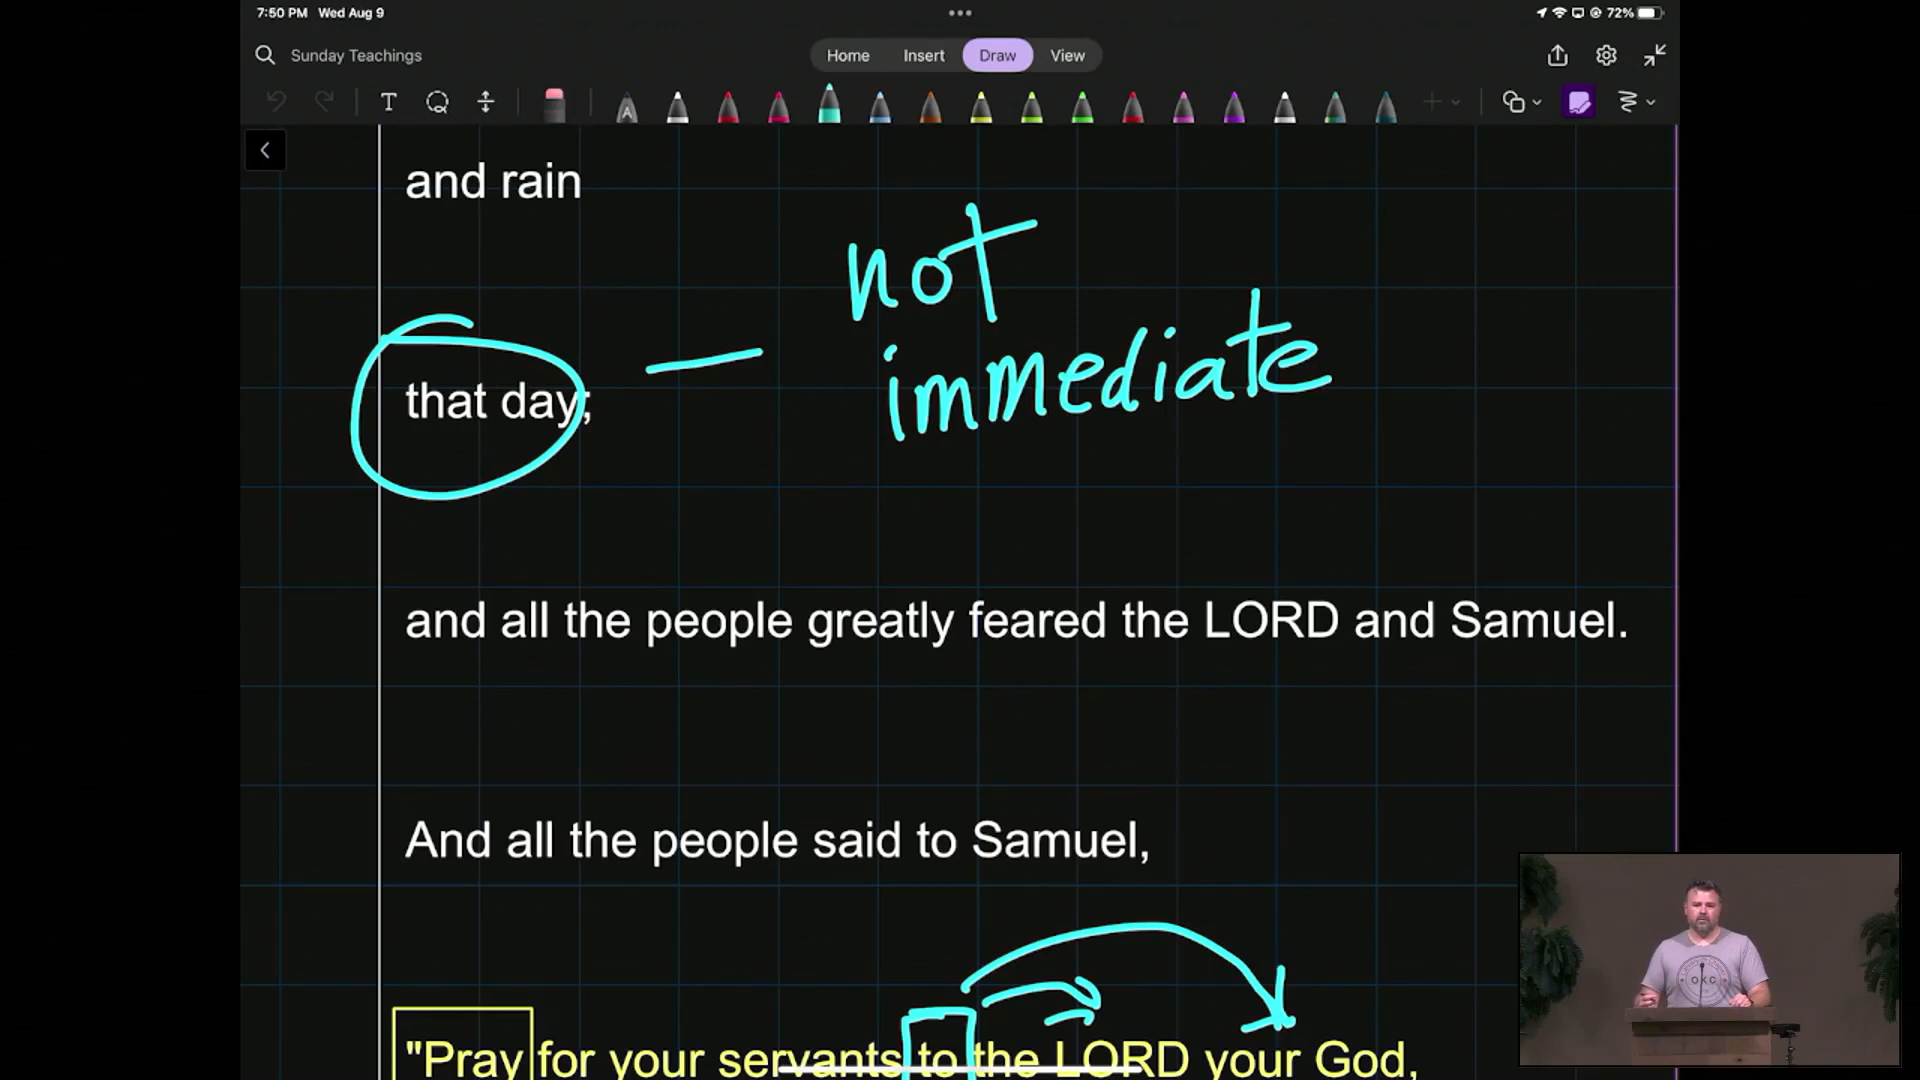 7:50 PM Wed Aug 9
72%
Sunday Teachings
Home Insert Draw View
T
A
and rain
not
that day; — immediate
and all the people greatly feared the LORD and Samuel.
And all the people said to Samuel,
"Pray for your servants to the LORD your God,
OKC